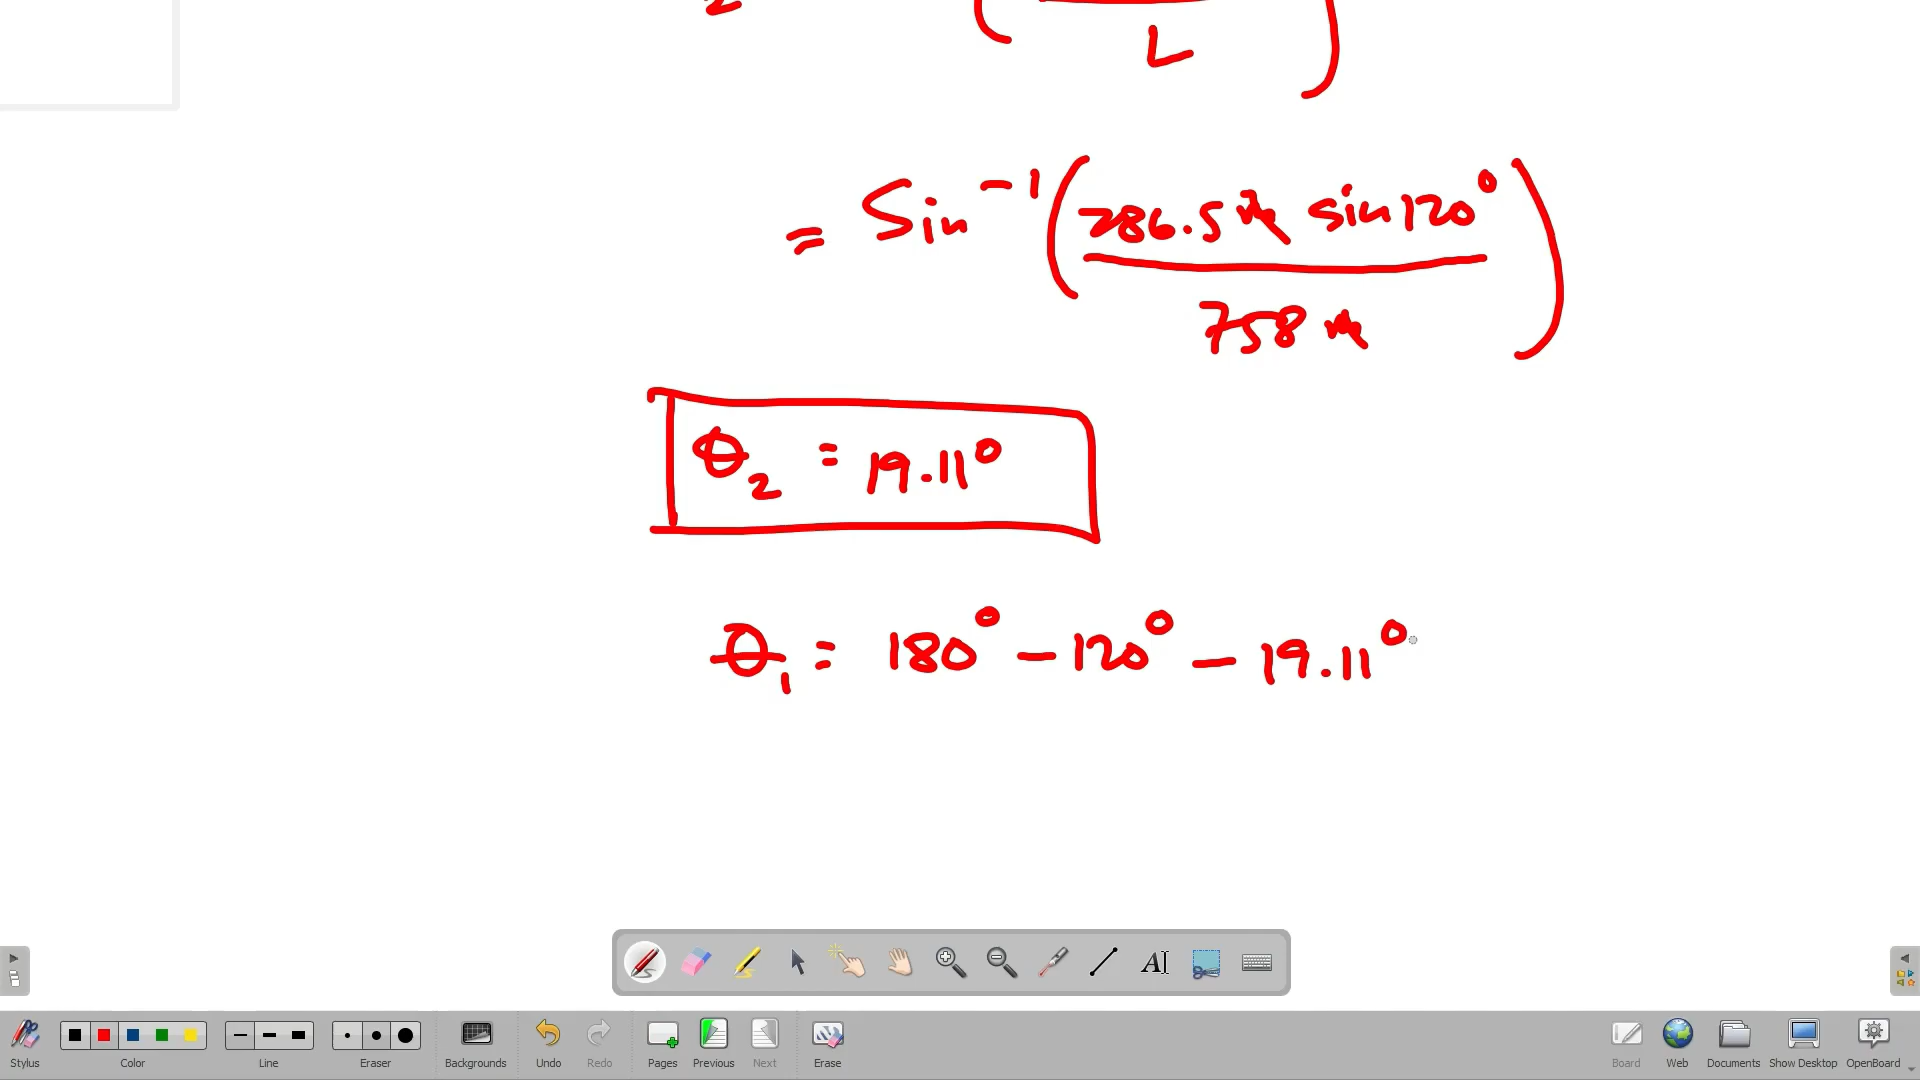 2
L
= Sin⁻¹ (286.5 m sin120°
758 m)
θ₂ = 19.11°
θ₁ = 180° - 120° - 19.11°
Stylus
Color
Line
Eraser
Backgrounds
Undo
Redo
Pages
Previous
Next
Erase
Board
Web
Documents
Show Desktop
OpenBoard